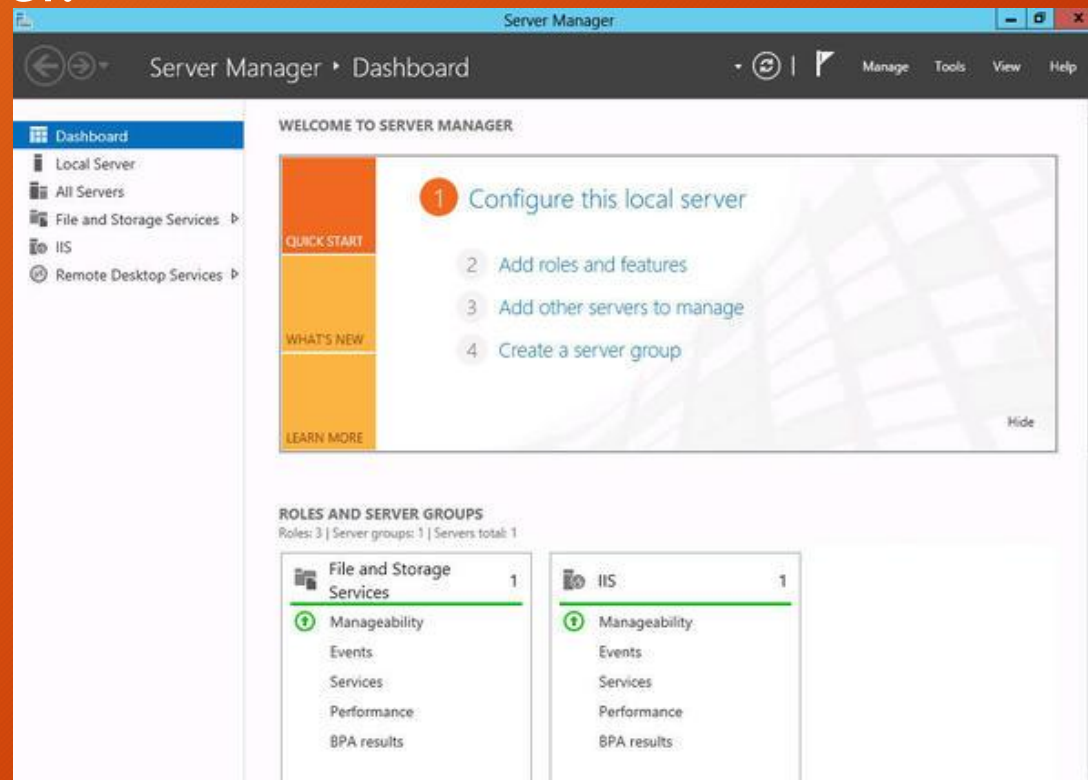 Server Manager
Server Manager • Dashboard
Manage Tools View Help
Dashboard
Local Server
All Servers
File and Storage Services
IIS
Remote Desktop Services
WELCOME TO SERVER MANAGER
QUICK START
WHAT'S NEW
LEARN MORE
1 Configure this local server
2 Add roles and features
3 Add other servers to manage
4 Create a server group
Hide
ROLES AND SERVER GROUPS
Roles: 3 | Server groups: 1 | Servers total: 1
File and Storage
Services
1
Manageability
Events
Services
Performance
BPA results
IIS 1
Manageability
Events
Services
Performance
BPA results